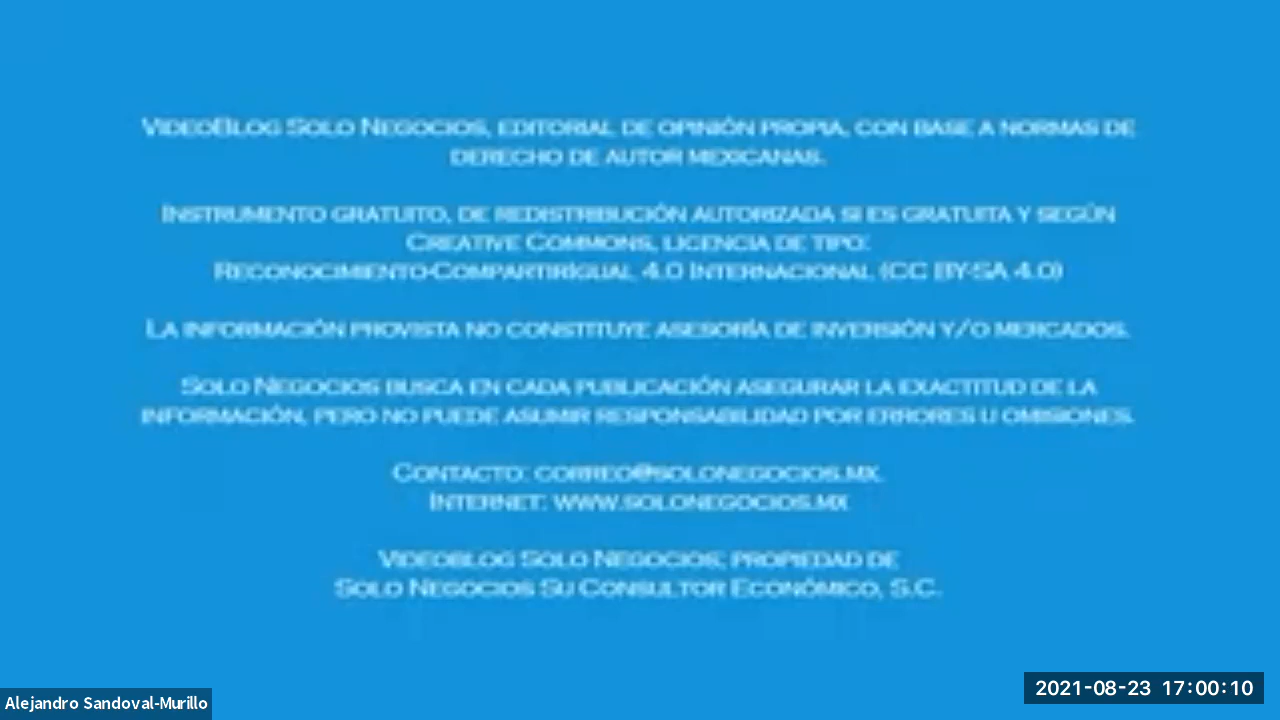 VideoBlog Solo Negocios, editorial de opinión propia, con base a normas de
derecho de autor mexicanas.
Instrumento gratuito, de redistribución autorizada si es gratuita y según
Creative Commons, licencia de tipo:
Reconocimiento-CompartirIgual 4.0 Internacional (CC BY-SA 4.0)
La información provista no constituye asesoría de inversión y/o mercados.
Solo Negocios busca en cada publicación asegurar la exactitud de la
información, pero no puede asumir responsabilidad por errores u omisiones.
Contacto: correo@solonegocios.mx
Internet: www.solonegocios.mx
Videoblog Solo Negocios; propiedad de
Solo Negocios Su Consultor Económico, S.C.
Alejandro Sandoval-Murillo
2021-08-23 17:00:10